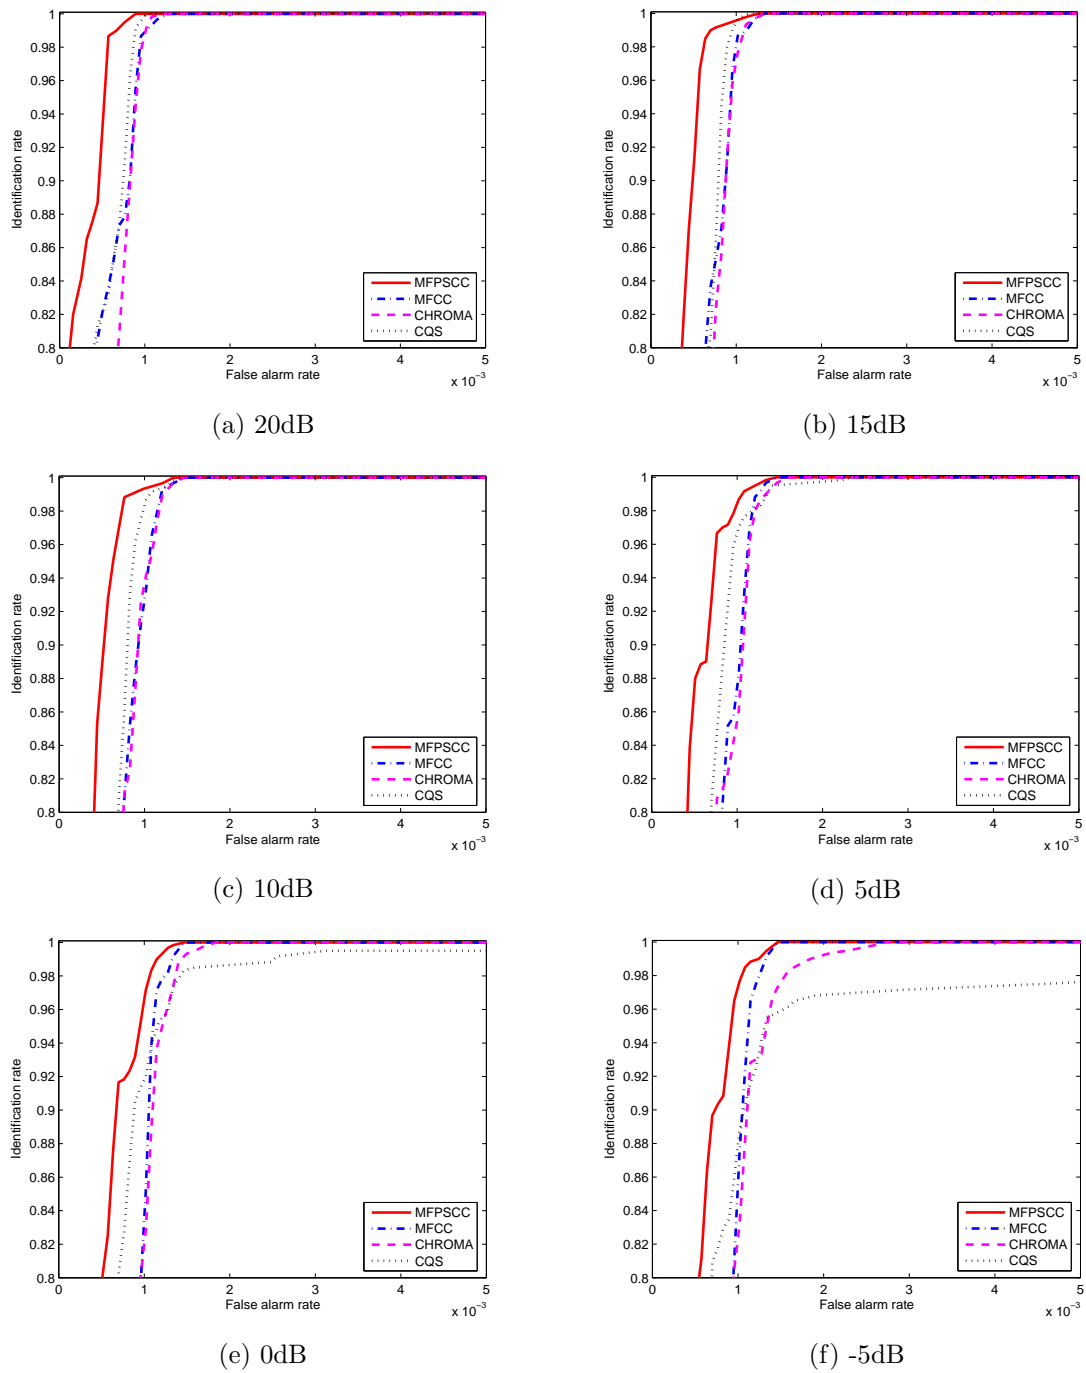 1
0.98
0.96
0.94
0.92
0.9
0.88
0.86
0.84
0.82
0.8
Identification rate
MFPSCC
MFCC
CHROMA
CQS
0 1 2 3 4 5
False alarm rate
x 10⁻³
(a) 20dB
1
0.98
0.96
0.94
0.92
0.9
0.88
0.86
0.84
0.82
0.8
Identification rate
MFPSCC
MFCC
CHROMA
CQS
0 1 2 3 4 5
False alarm rate
x 10⁻³
(b) 15dB
1
0.98
0.96
0.94
0.92
0.9
0.88
0.86
0.84
0.82
0.8
Identification rate
MFPSCC
MFCC
CHROMA
CQS
0 1 2 3 4 5
False alarm rate
x 10⁻³
(c) 10dB
1
0.98
0.96
0.94
0.92
0.9
0.88
0.86
0.84
0.82
0.8
Identification rate
MFPSCC
MFCC
CHROMA
CQS
0 1 2 3 4 5
False alarm rate
x 10⁻³
(d) 5dB
1
0.98
0.96
0.94
0.92
0.9
0.88
0.86
0.84
0.82
0.8
Identification rate
MFPSCC
MFCC
CHROMA
CQS
0 1 2 3 4 5
False alarm rate
x 10⁻³
(e) 0dB
1
0.98
0.96
0.94
0.92
0.9
0.88
0.86
0.84
0.82
0.8
Identification rate
MFPSCC
MFCC
CHROMA
CQS
0 1 2 3 4 5
False alarm rate
x 10⁻³
(f) -5dB